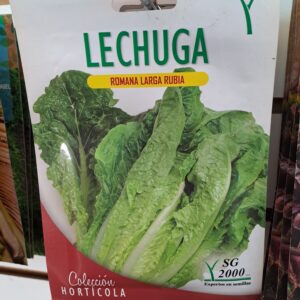 LECHUGA
ROMANA LARGA RUBIA
SG
2000
Expertos en semillas
Colección
HORTÍCOLA